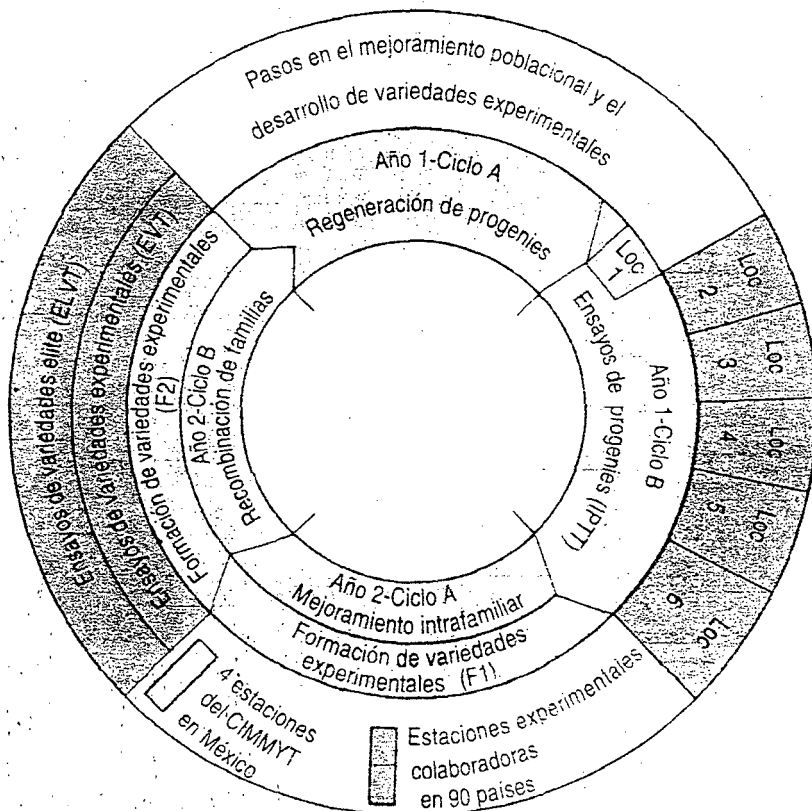 Pasos en el mejoramiento poblacional y el
desarrollo de variedades experimentales
Año 1-Ciclo A
Regeneración de progenies
Loc 1
Loc 2
Loc 3
Loc 4
Loc 5
Loc 6
Año 1-Ciclo B
Ensayos de progenies (IPTT)
Año 2-Ciclo A
Mejoramiento intrafamiliar
Formación de variedades
experimentales (F1)
Año 2-Ciclo B
Recombinación de familias
Formación de variedades experimentales
(F2)
Ensayos de variedades experimentales (EVT)
Ensayos de variedades élite (ELVT)
4 estaciones
del CIMMYT
en México
Estaciones experimentales
colaboradoras
en 90 países